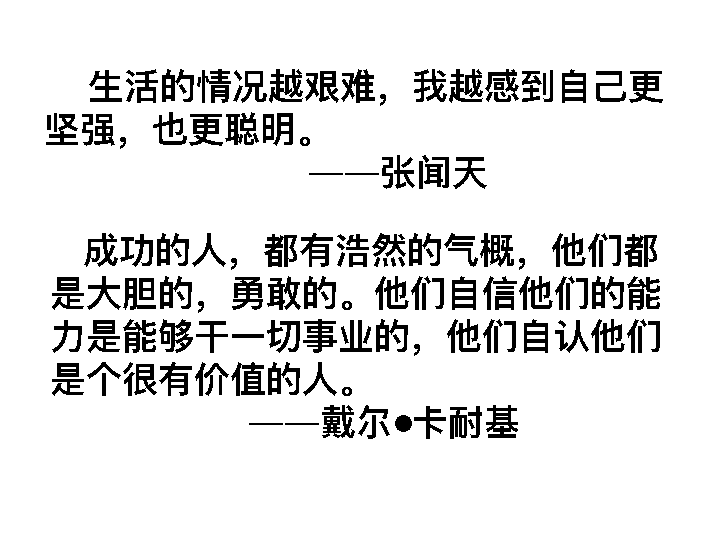 生活的情况越艰难，我越感到自己更
坚强，也更聪明。
——张闻天
成功的人，都有浩然的气概，他们都
是大胆的，勇敢的。他们自信他们的能
力是能够干一切事业的，他们自认他们
是个很有价值的人。
——戴尔●卡耐基